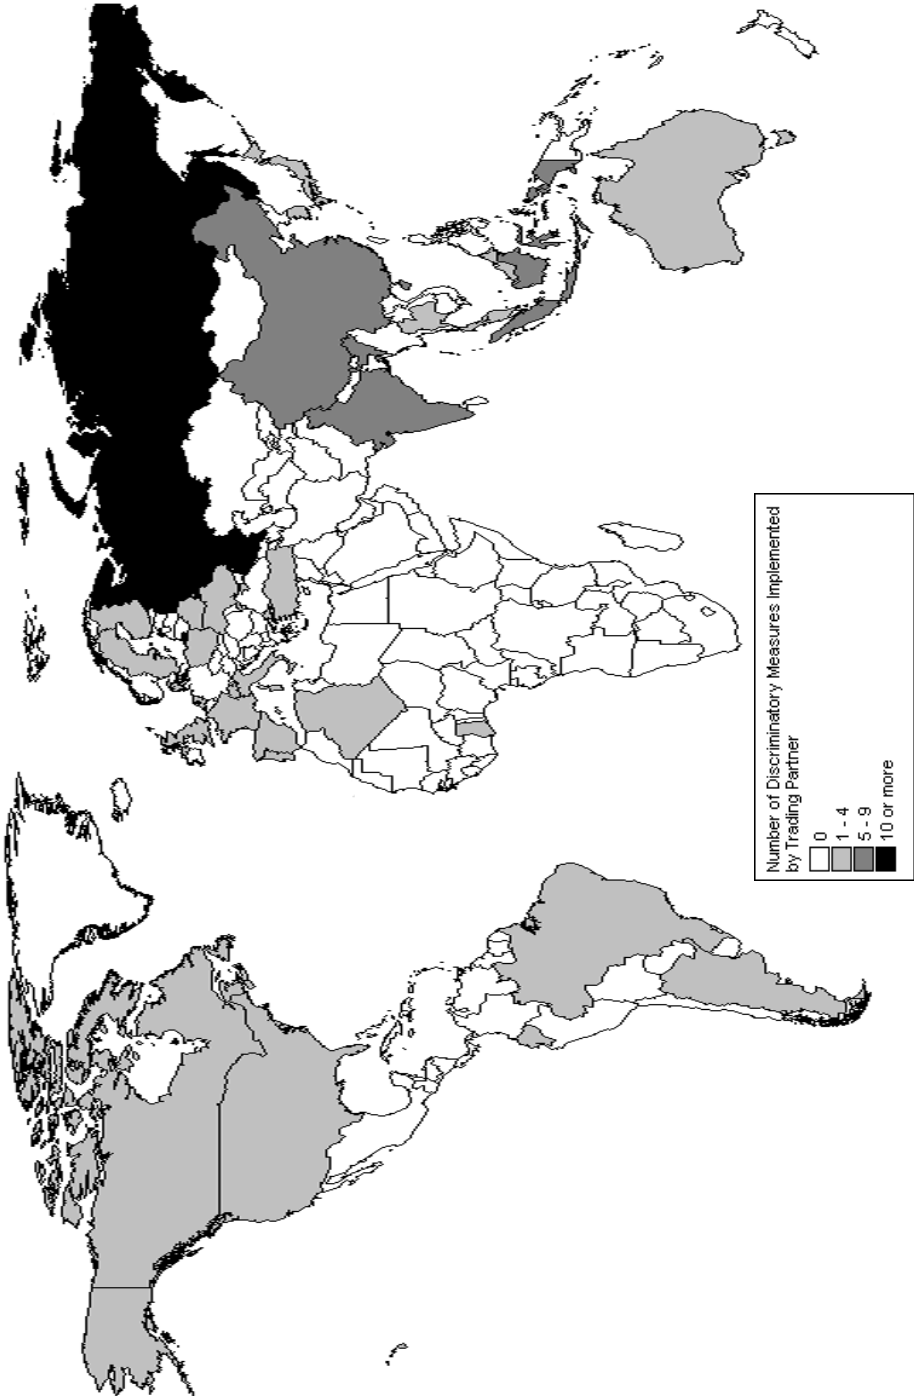 Number of Discriminatory Measures Implemented
by Trading Partner
0
1 - 4
5 - 9
10 or more